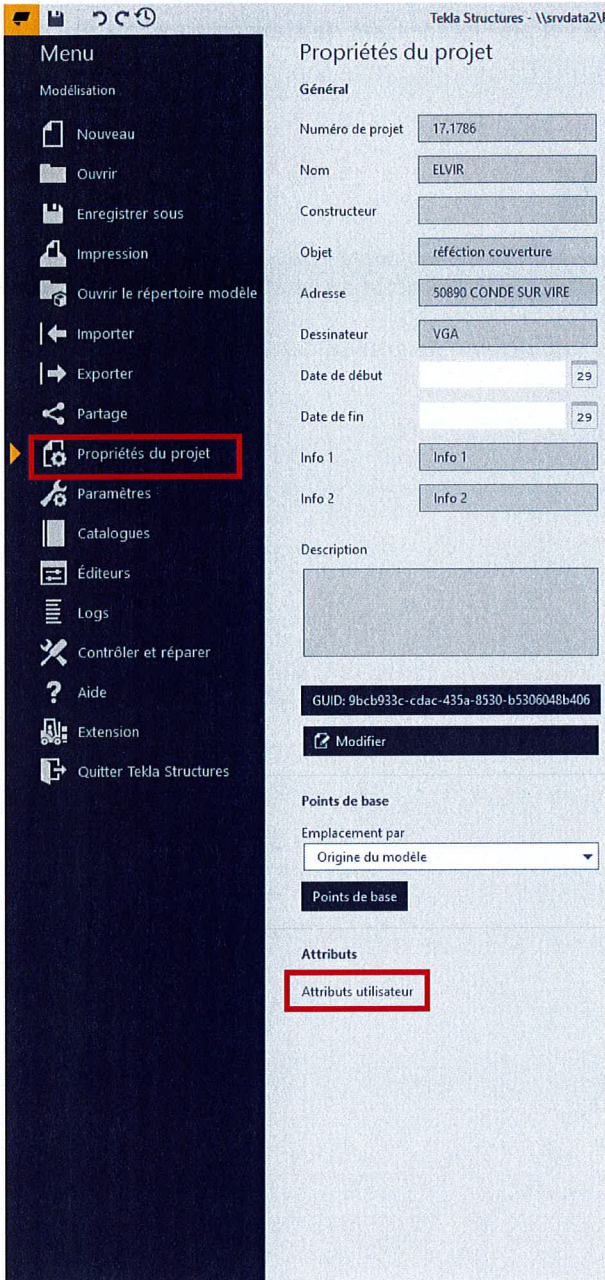 Tekla Structures - \\srvdata2\
Menu
Modélisation
Nouveau
Ouvrir
Enregistrer sous
Impression
Ouvrir le répertoire modèle
Importer
Exporter
Partage
Propriétés du projet
Paramètres
Catalogues
Éditeurs
Logs
Contrôler et réparer
Aide
Extension
Quitter Tekla Structures
Propriétés du projet
Général
Numéro de projet 17.1786
Nom ELVIR
Constructeur
Objet réféction couverture
Adresse 50890 CONDE SUR VIRE
Dessinateur VGA
Date de début 29
Date de fin 29
Info 1 Info 1
Info 2 Info 2
Description
GUID: 9bcb933c-cdac-435a-8530-b5306048b406
Modifier
Points de base
Emplacement par
Origine du modèle
Points de base
Attributs
Attributs utilisateur